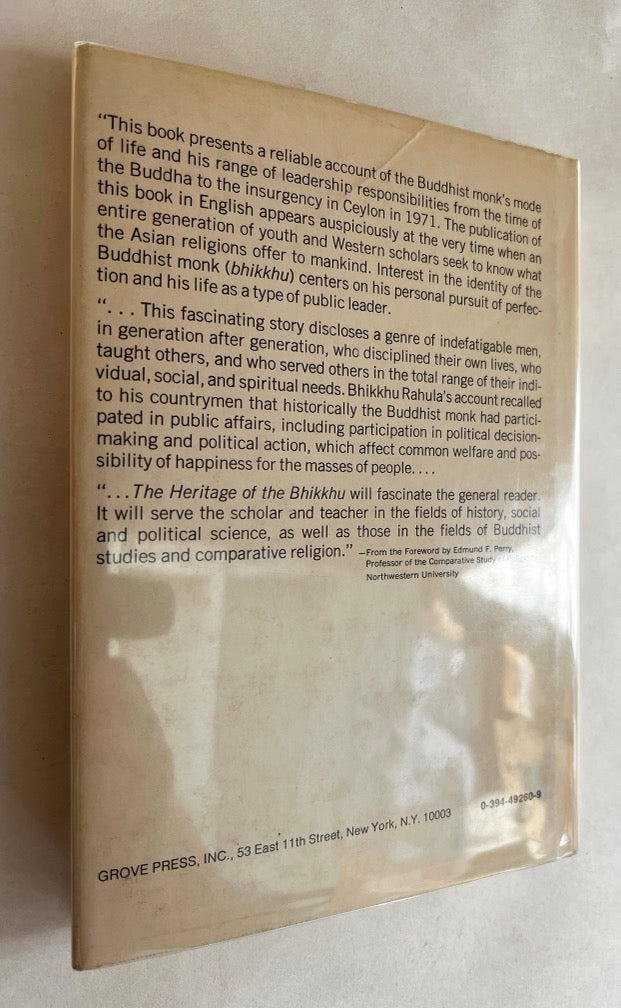 “This book presents a reliable account of the Buddhist monk’s mode
of life and his range of leadership responsibilities from the time of
the Buddha to the insurgency in Ceylon in 1971. The publication of
this book in English appears auspiciously at the very time when an
entire generation of youth and Western scholars seek to know what
the Asian religions offer to mankind. Interest in the identity of the
Buddhist monk (bhikkhu) centers on his personal pursuit of perfec-
tion and his life as a type of public leader.
“. . . This fascinating story discloses a genre of indefatigable men,
in generation after generation, who disciplined their own lives, who
taught others, and who served others in the total range of their indi-
vidual, social, and spiritual needs. Bhikkhu Rahula’s account recalled
to his countrymen that historically the Buddhist monk had partici-
pated in public affairs, including participation in political decision-
making and political action, which affect common welfare and pos-
sibility of happiness for the masses of people. . . .
“. . . The Heritage of the Bhikkhu will fascinate the general reader.
It will serve the scholar and teacher in the fields of history, social
and political science, as well as those in the fields of Buddhist
studies and comparative religion.” —From the Foreword by Edmund F. Perry,
Professor of the Comparative Study
Northwestern University
GROVE PRESS, INC., 53 East 11th Street, New York, N.Y. 10003
0-394-49260-9